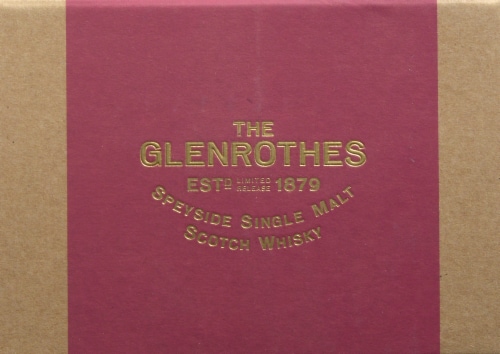 THE
GLENROTHES
ESTD LIMITED RELEASE 1879
SPEYSIDE SINGLE MALT
SCOTCH WHISKY